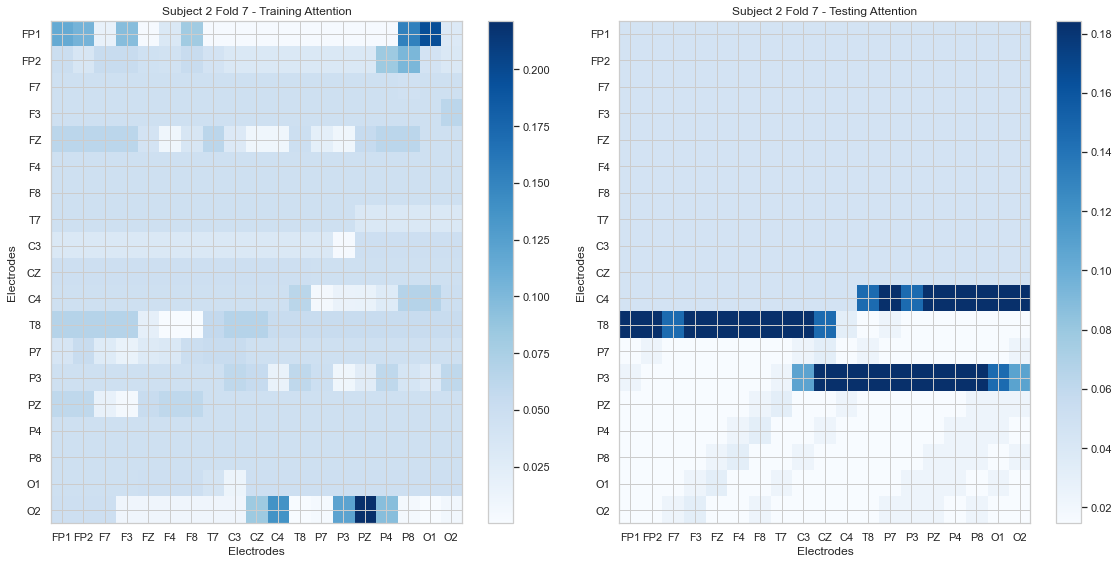 Subject 2 Fold 7 - Training Attention
FP1
FP2
F7
F3
FZ
F4
F8
T7
C3
CZ
C4
T8
P7
P3
PZ
P4
P8
O1
O2
Electrodes
FP1 FP2 F7 F3 FZ F4 F8 T7 C3 CZ C4 T8 P7 P3 PZ P4 P8 O1 O2
Electrodes
0.200
0.175
0.150
0.125
0.100
0.075
0.050
0.025
Subject 2 Fold 7 - Testing Attention
FP1
FP2
F7
F3
FZ
F4
F8
T7
C3
CZ
C4
T8
P7
P3
PZ
P4
P8
O1
O2
Electrodes
FP1 FP2 F7 F3 FZ F4 F8 T7 C3 CZ C4 T8 P7 P3 PZ P4 P8 O1 O2
Electrodes
0.18
0.16
0.14
0.12
0.10
0.08
0.06
0.04
0.02